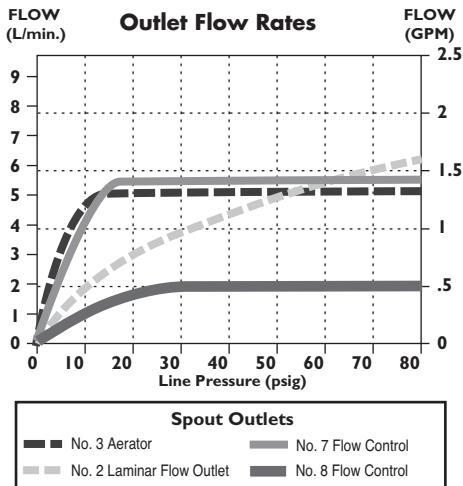 FLOW
(L/min.)
Outlet Flow Rates
FLOW
(GPM)
9
8
7
6
5
4
3
2
1
0
2.5
2
1.5
1
.5
0
0 10 20 30 40 50 60 70 80
Line Pressure (psig)
Spout Outlets
No. 3 Aerator
No. 7 Flow Control
No. 2 Laminar Flow Outlet
No. 8 Flow Control